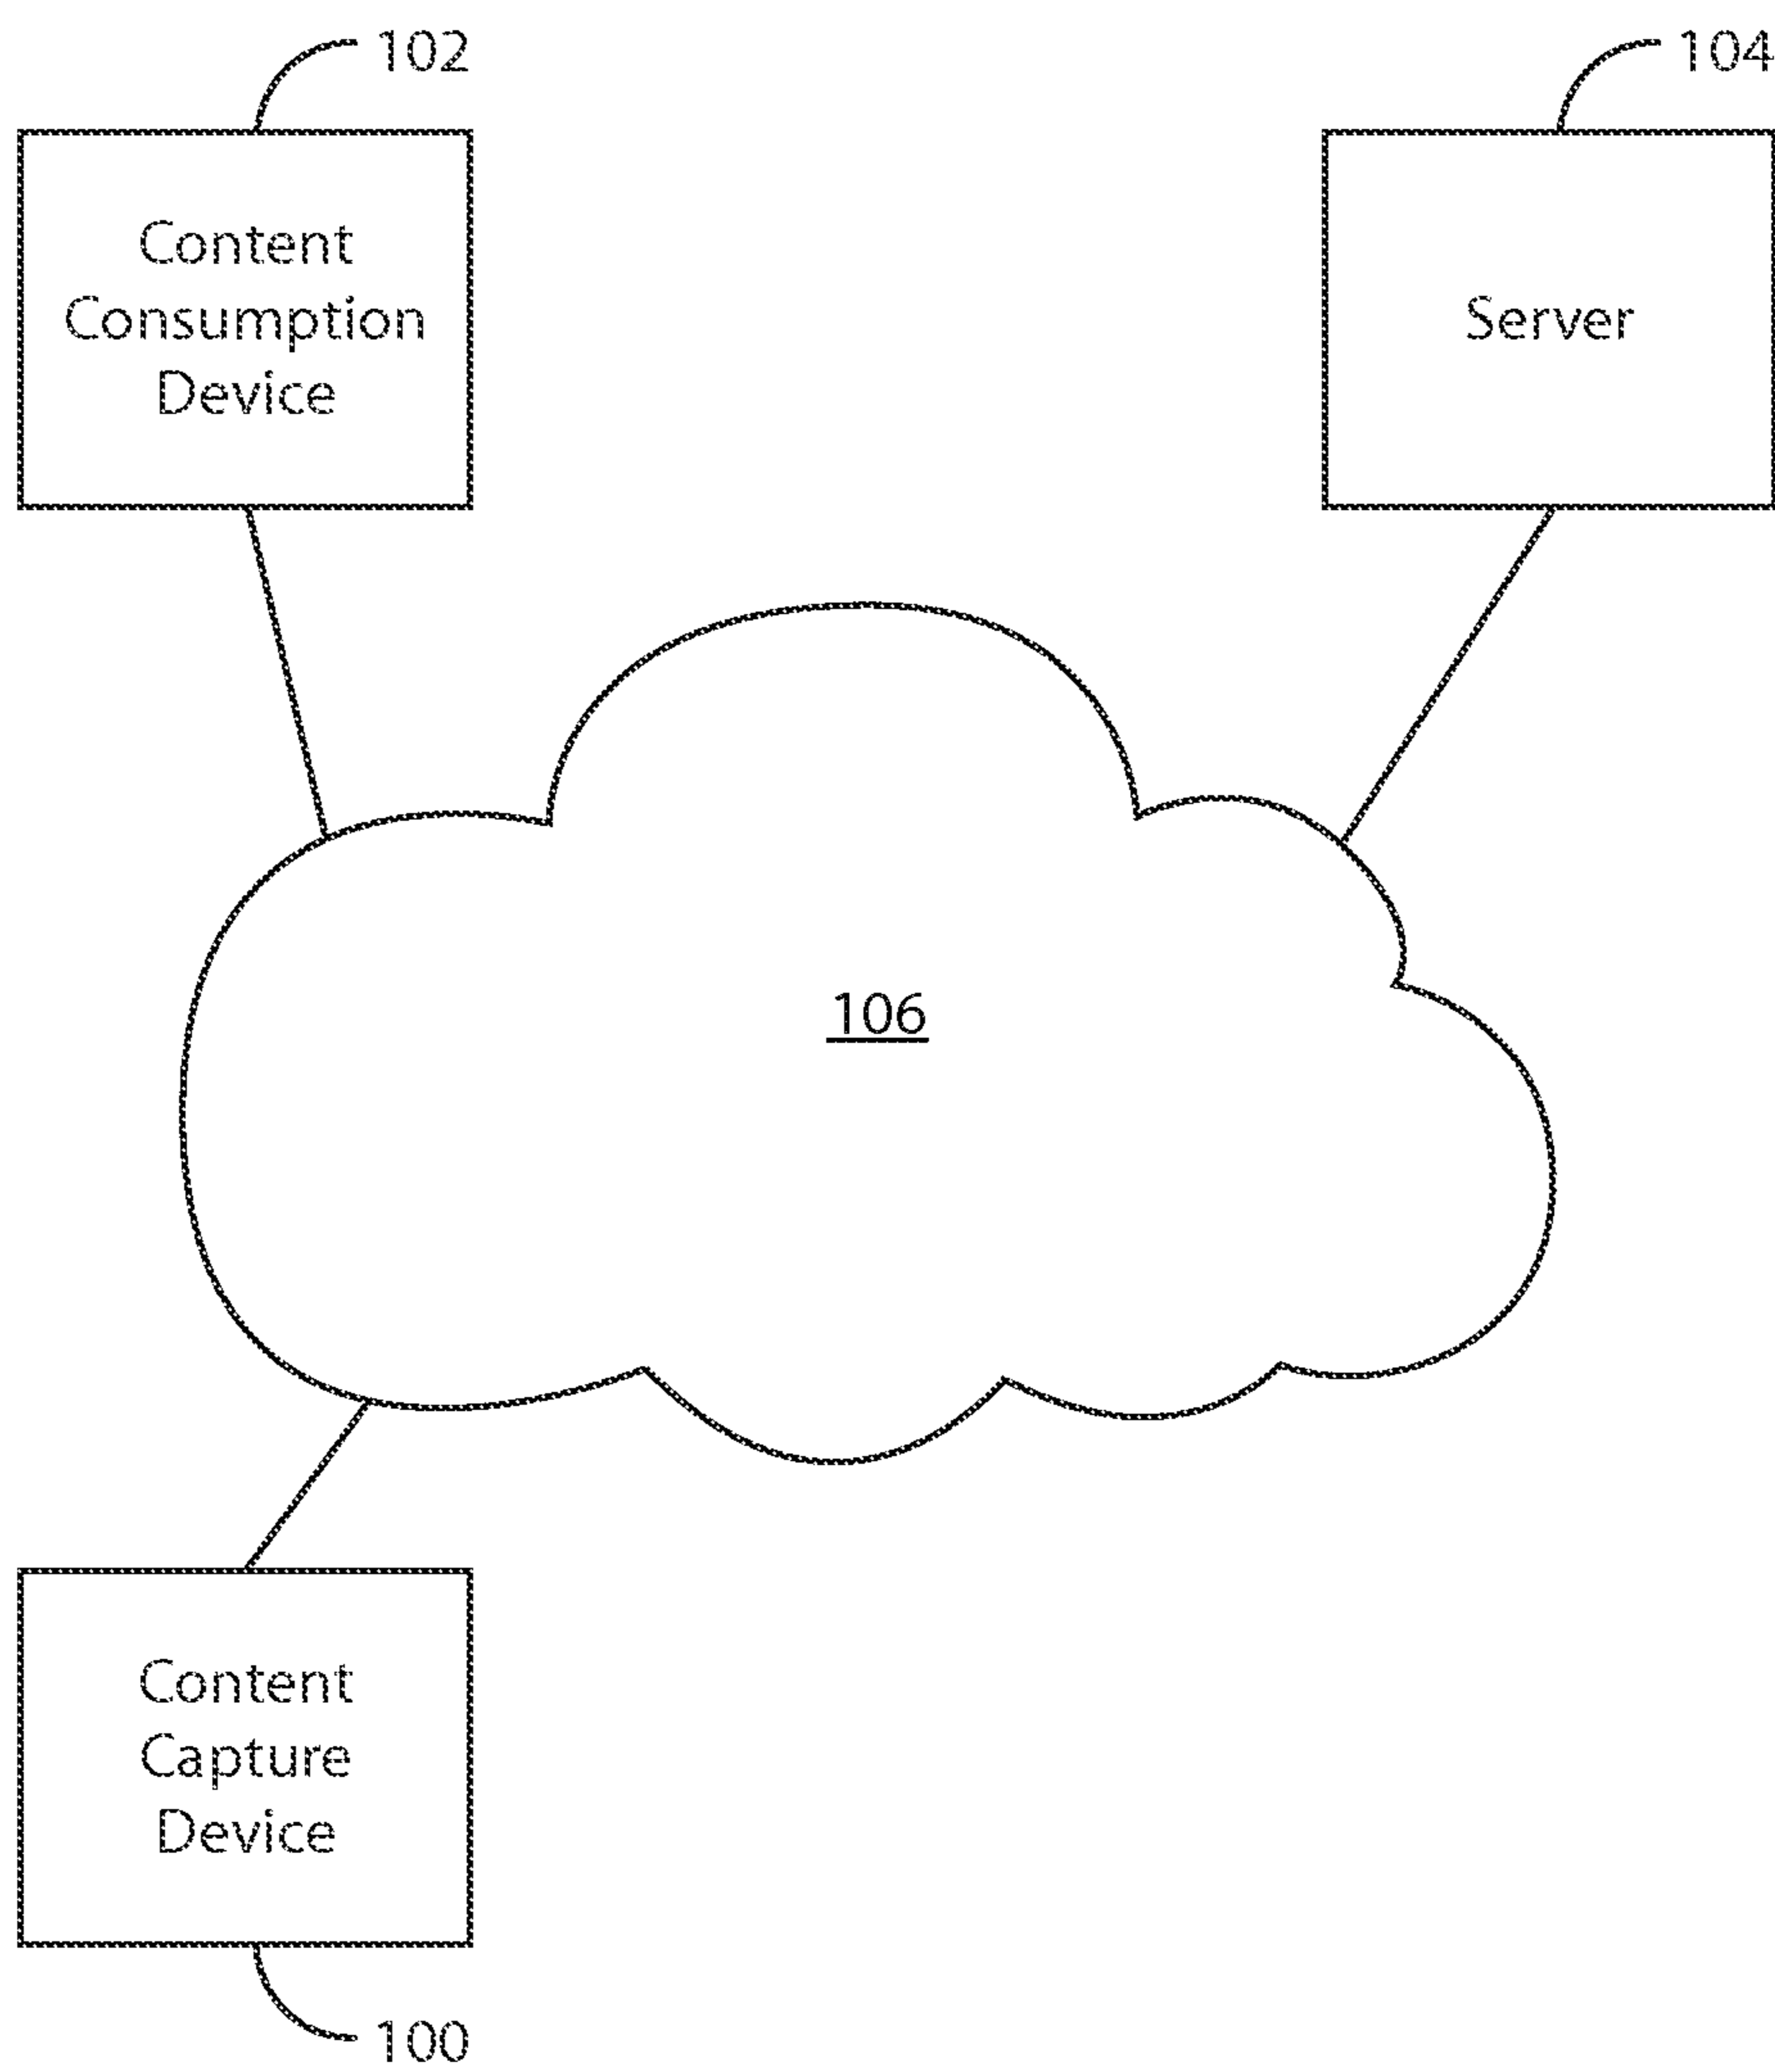 102
104
Content
Consumption
Device
Server
106
Content
Capture
Device
100